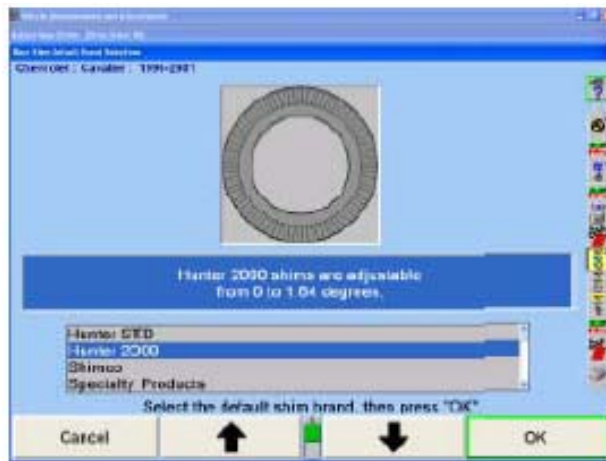 Chevrolet : Cavalier : 1995-2001
Hunter 2000 shims are adjustable
from 0 to 1.64 degrees.
Hunter STD
Hunter 2000
Shimco
Specialty Products
Select the default shim brand, then press "OK"
Cancel
OK